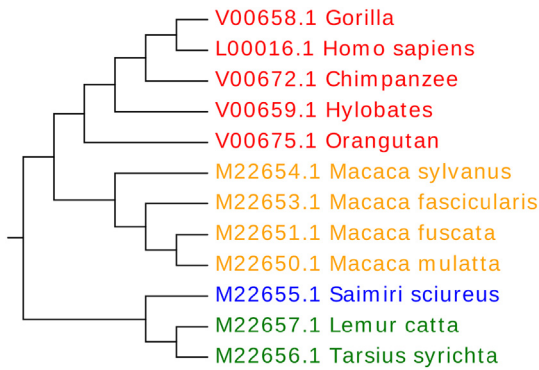 V00658.1 Gorilla
L00016.1 Homo sapiens
V00672.1 Chimpanzee
V00659.1 Hylobates
V00675.1 Orangutan
M22654.1 Macaca sylvanus
M22653.1 Macaca fascicularis
M22651.1 Macaca fuscata
M22650.1 Macaca mulatta
M22655.1 Saimiri sciureus
M22657.1 Lemur catta
M22656.1 Tarsius syrichta